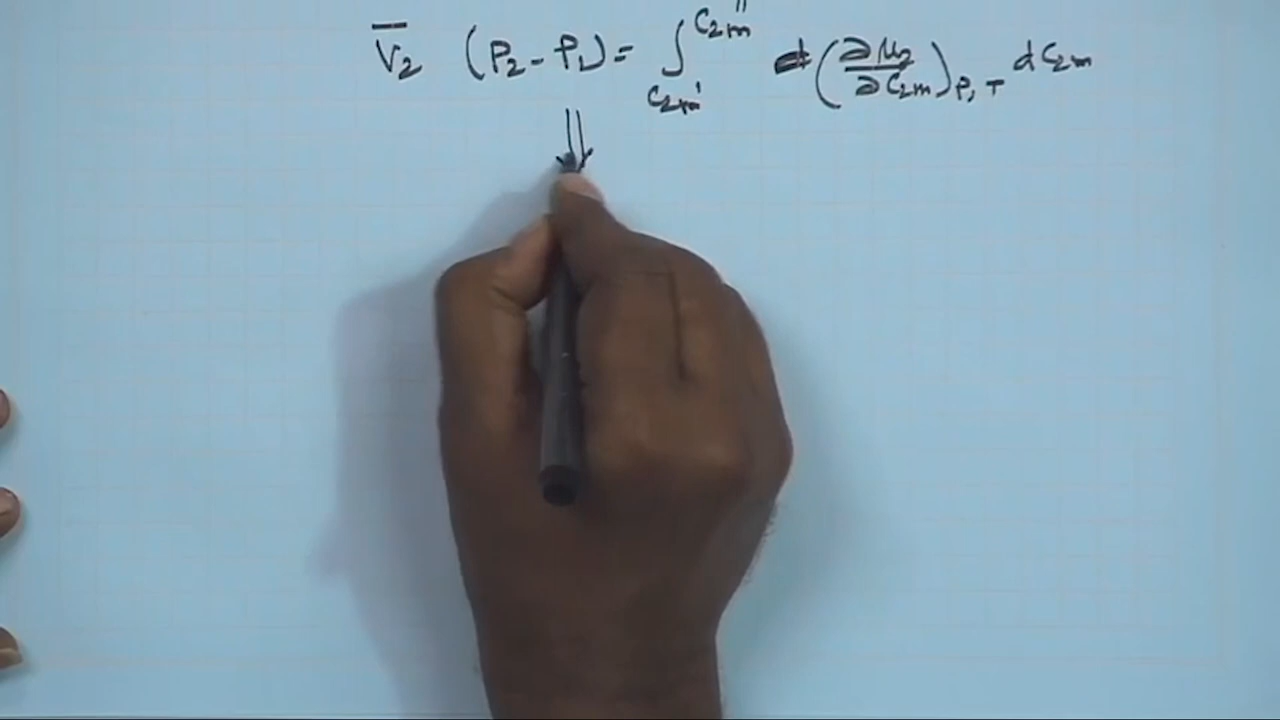 V̄₂ (P₂ - P₁) = ∫_{C₂ₘ'}^{C₂ₘ''} (∂μ₂/∂C₂ₘ)_{P, T} dC₂ₘ